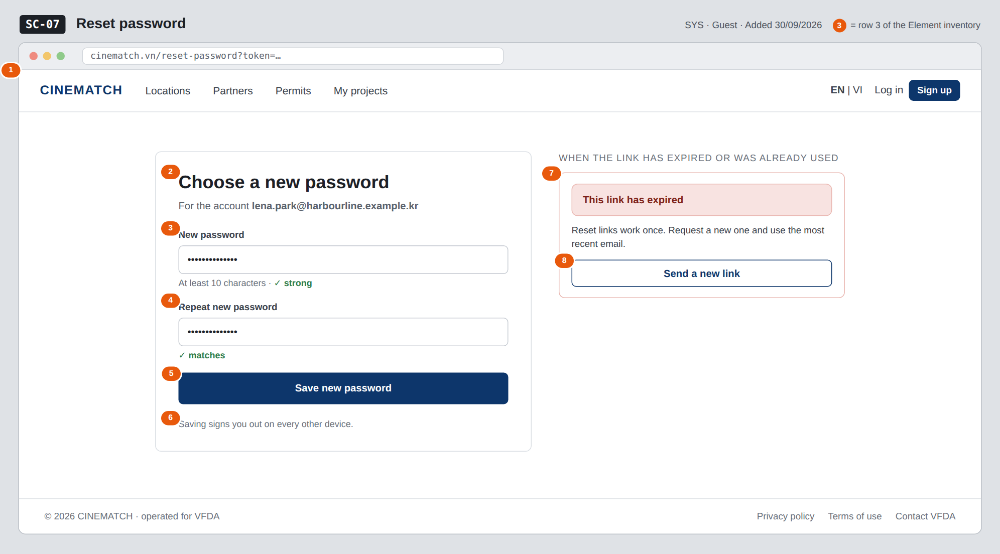 SC-07 Reset password
SYS · Guest · Added 30/09/2026 3 = row 3 of the Element inventory
cinematch.vn/reset-password?token=…
1
CINEMATCH Locations Partners Permits My projects EN | VI Log in Sign up
2
Choose a new password
For the account lena.park@harbourline.example.kr
3
New password
••••••••••••••
At least 10 characters · ✓ strong
4
Repeat new password
••••••••••••••
✓ matches
5
Save new password
6
Saving signs you out on every other device.
WHEN THE LINK HAS EXPIRED OR WAS ALREADY USED
7
This link has expired
Reset links work once. Request a new one and use the most
recent email.
8
Send a new link
© 2026 CINEMATCH · operated for VFDA Privacy policy Terms of use Contact VFDA